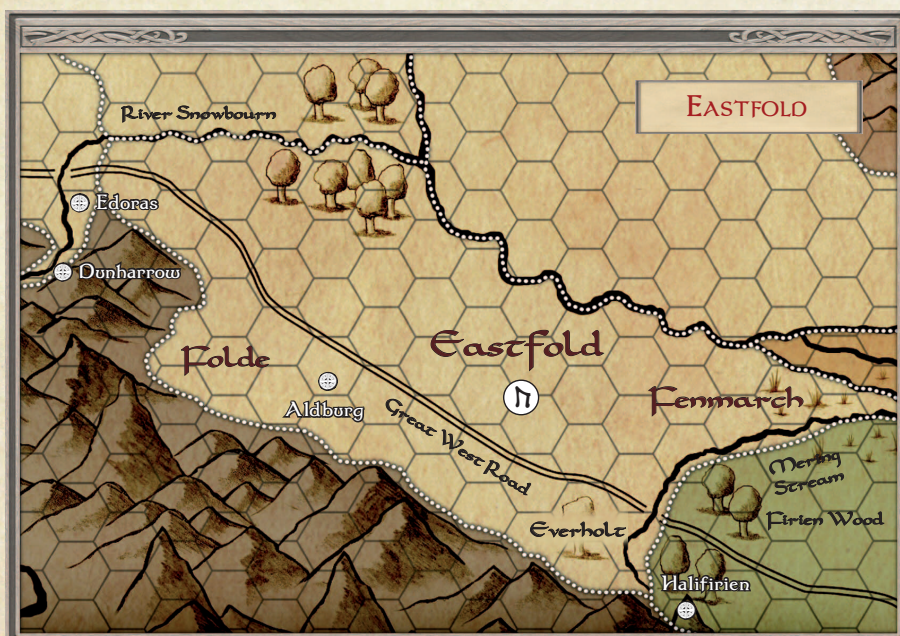 River Snowbourn
Eastfold
Edoras
Dunharrow
Eastfold
Folde
Fenmarch
Aldburg
Great West Road
Mering
Stream
Firien Wood
Everholt
Halifirien